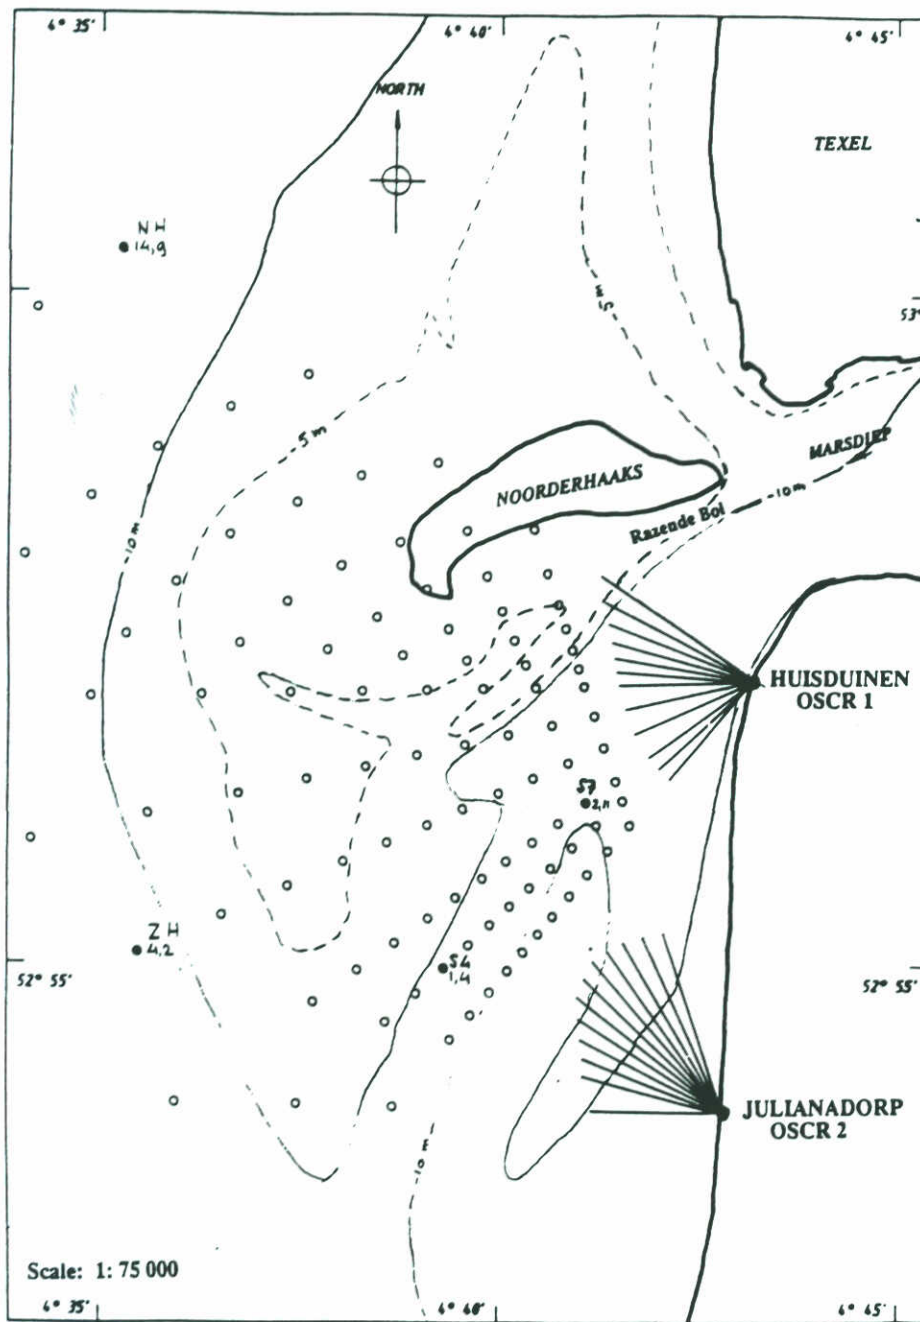 4° 35'
4° 40'
4° 45'
NORTH
TEXEL
NH
14,9
5 m
53°
-5 m
MARSDIEP
NOORDERHAAKS
-10 m
Razende Bol
-10 m
HUISDUINEN
OSCR 1
S7
ZH
4,2
S4
1,4
52° 55'
52° 55'
JULIANADORP
OSCR 2
-10 m
Scale: 1: 75 000
4° 35'
4° 40'
4° 45'